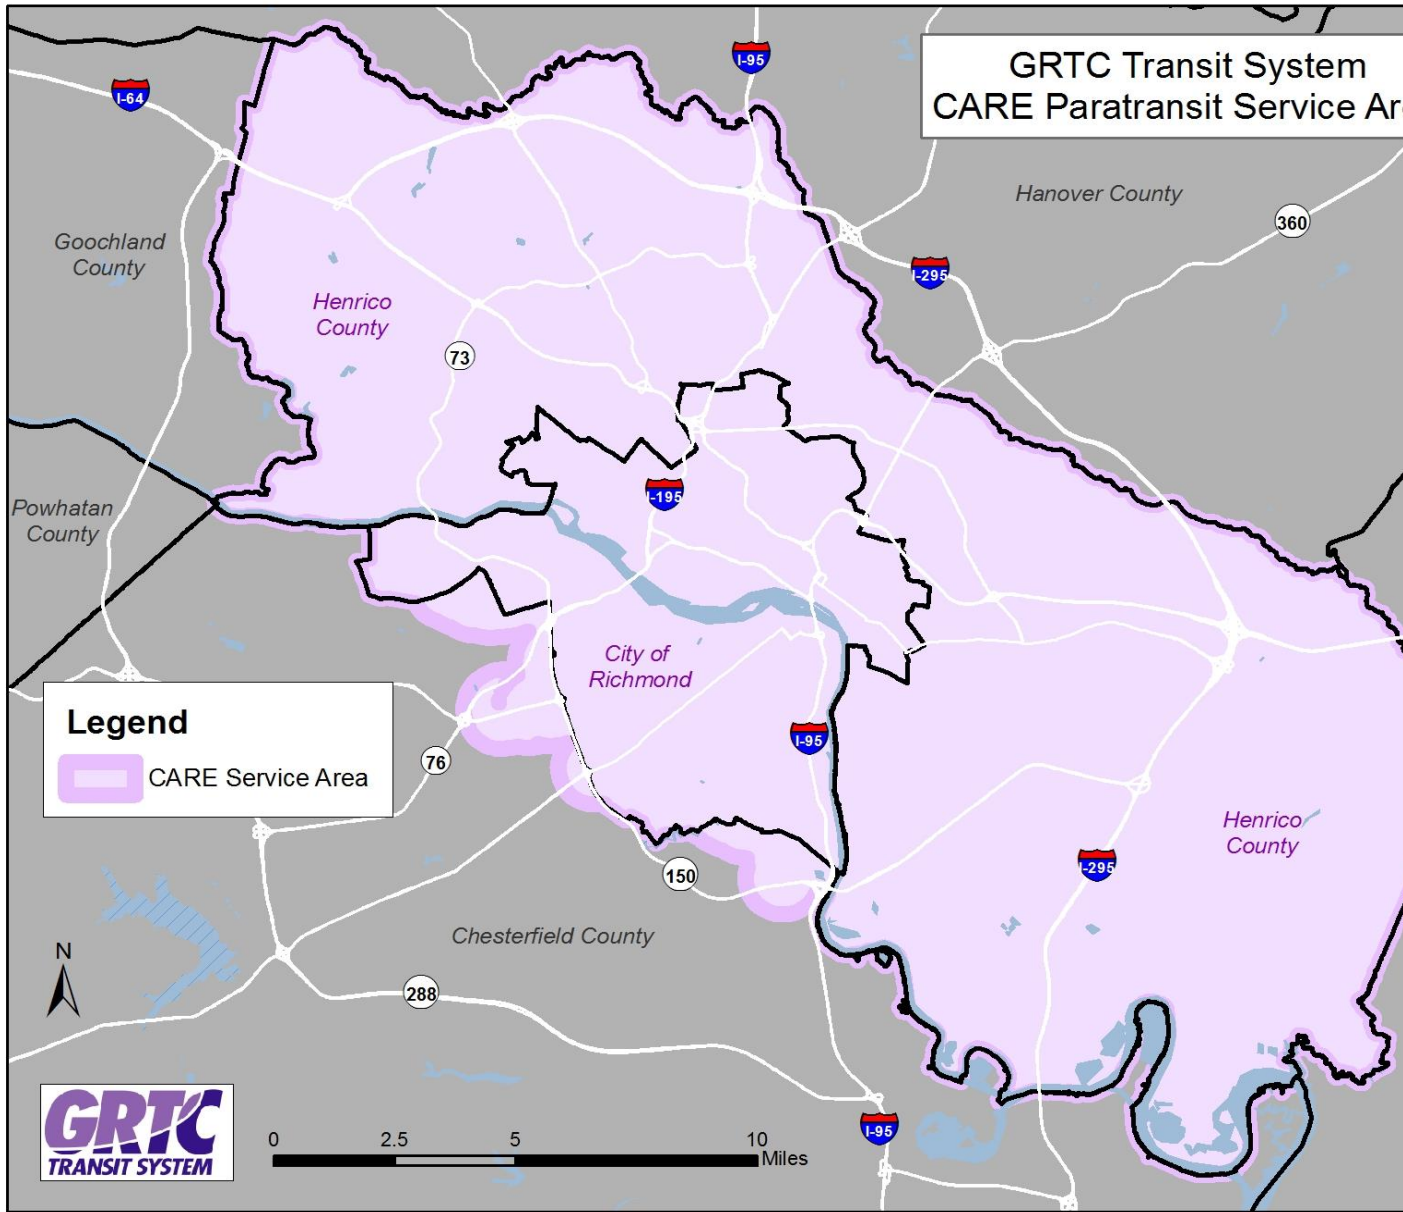 GRTC Transit System
CARE Paratransit Service Are
I-95
I-64
Hanover County
360
Goochland
County
I-295
Henrico
County
73
I-195
Powhatan
County
City of
Richmond
Legend
CARE Service Area
I-95
76
Henrico
County
I-295
150
Chesterfield County
N
288
GRTC
TRANSIT SYSTEM
0 2.5 5 10
Miles
I-95